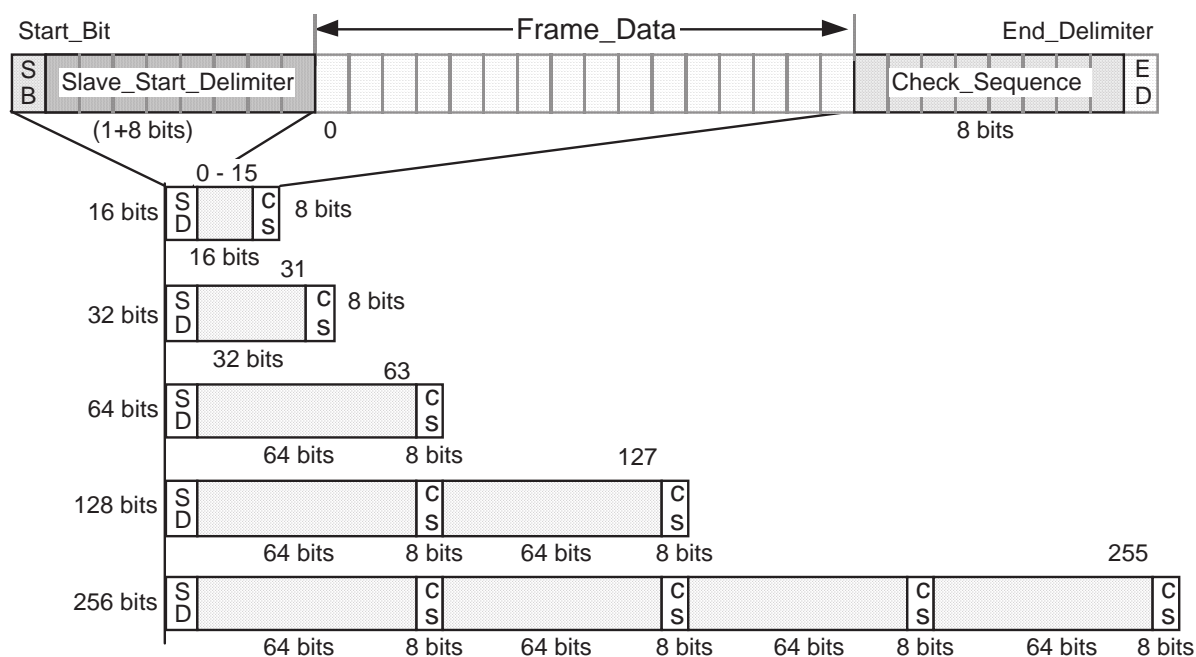 Start_Bit
Frame_Data
End_Delimiter
S
B
Slave_Start_Delimiter
Check_Sequence
E
D
(1+8 bits)
0
8 bits
0 - 15
16 bits
S
D
C
S
8 bits
16 bits
31
32 bits
S
D
C
S
8 bits
32 bits
63
64 bits
S
D
C
S
64 bits 8 bits
127
128 bits
S
D
C
S
C
S
64 bits 8 bits 64 bits 8 bits
255
256 bits
S
D
C
S
C
S
C
S
C
S
64 bits 8 bits 64 bits 8 bits 64 bits 8 bits 64 bits 8 bits